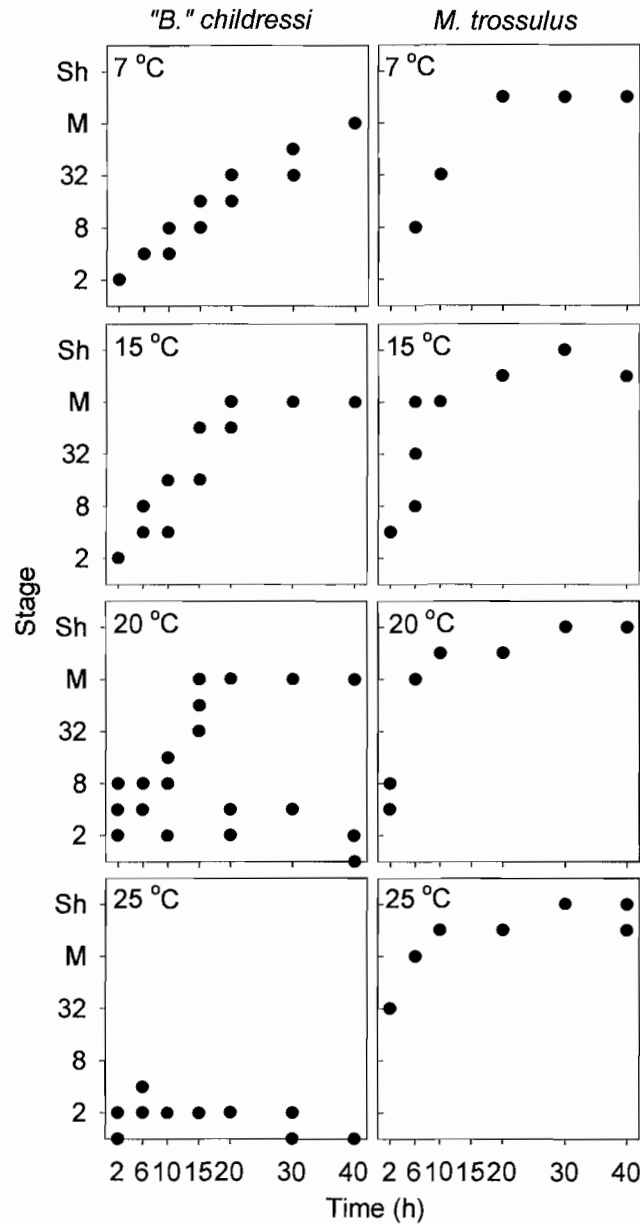 "B." childressi M. trossulus
7 °C 7 °C
Sh
M
32
8
2
15 °C 15 °C
Sh
M
32
8
2
Stage
20 °C 20 °C
Sh
M
32
8
2
25 °C 25 °C
Sh
M
32
8
2
2 6 10 15 20 30 40 2 6 10 15 20 30 40
Time (h)